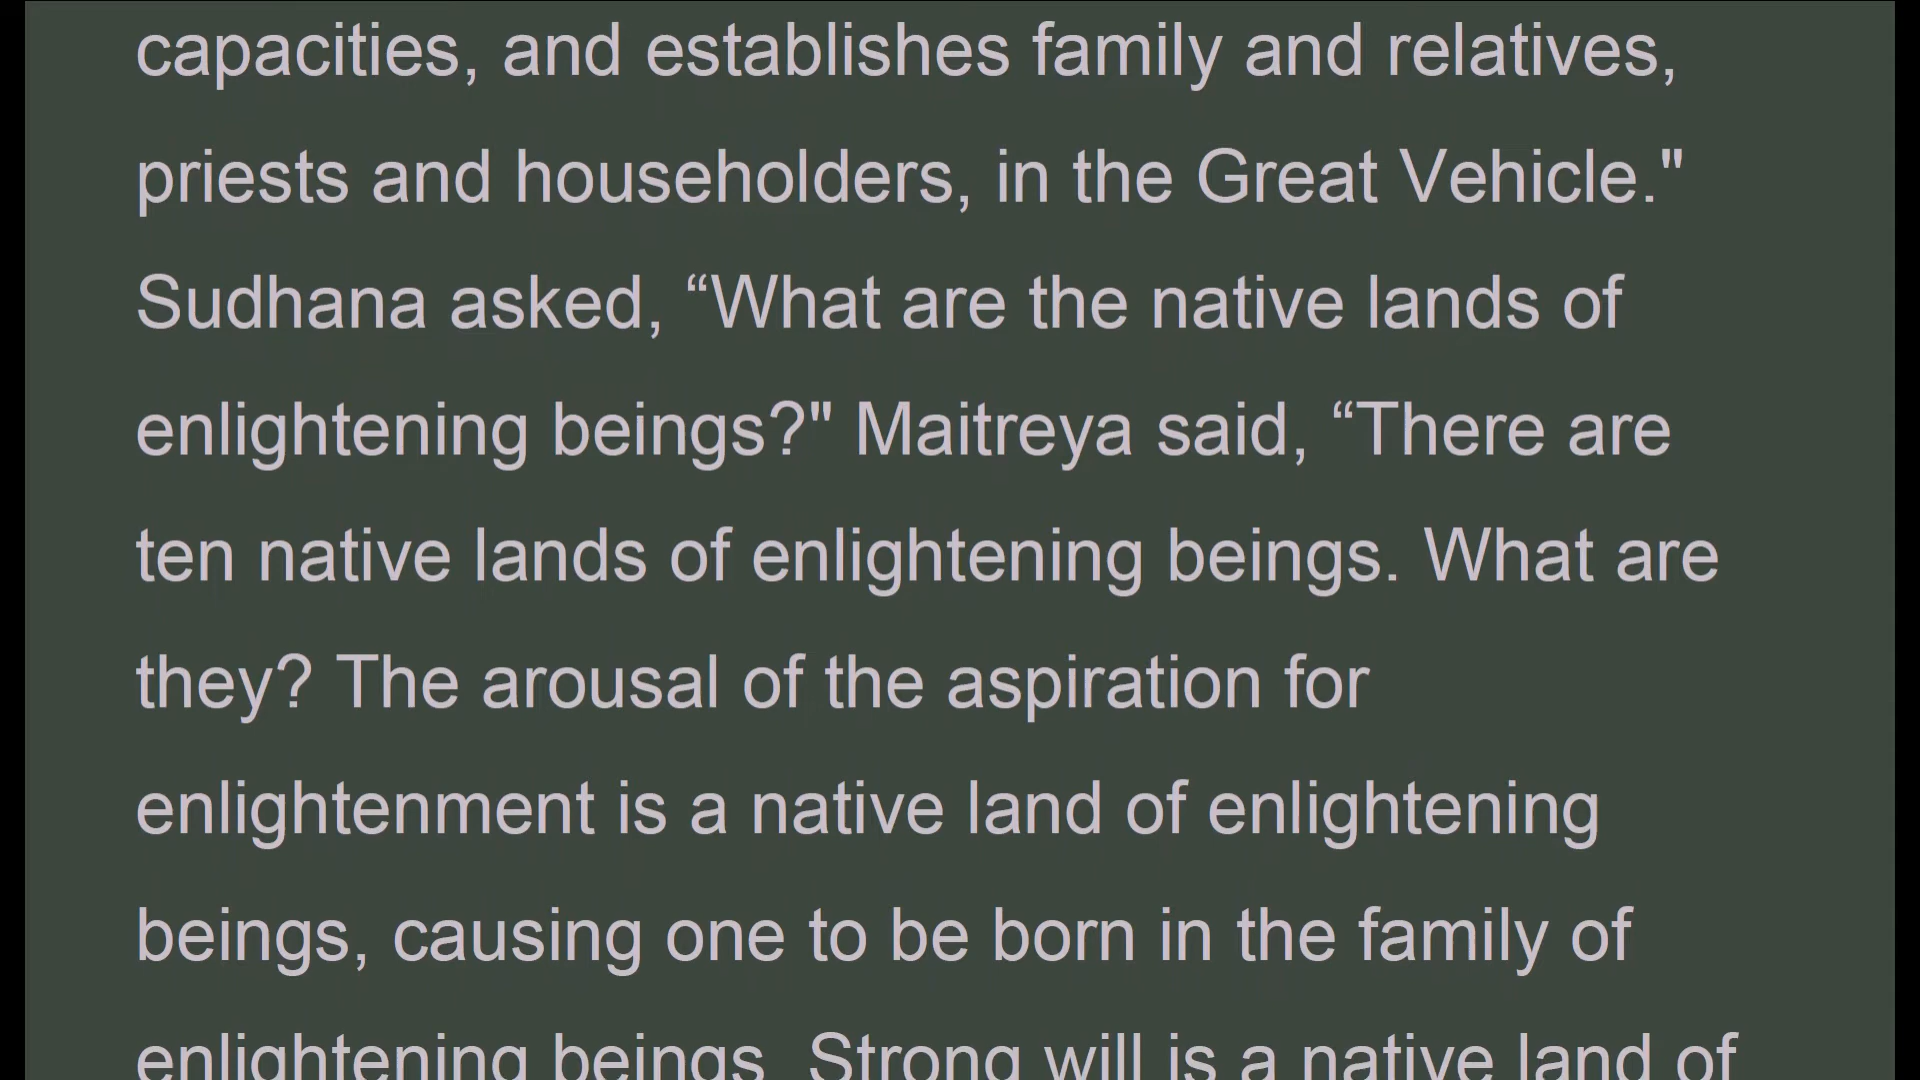 capacities, and establishes family and relatives,
priests and householders, in the Great Vehicle."
Sudhana asked, “What are the native lands of
enlightening beings?" Maitreya said, “There are
ten native lands of enlightening beings. What are
they? The arousal of the aspiration for
enlightenment is a native land of enlightening
beings, causing one to be born in the family of
enlightening beings. Strong will is a native land of